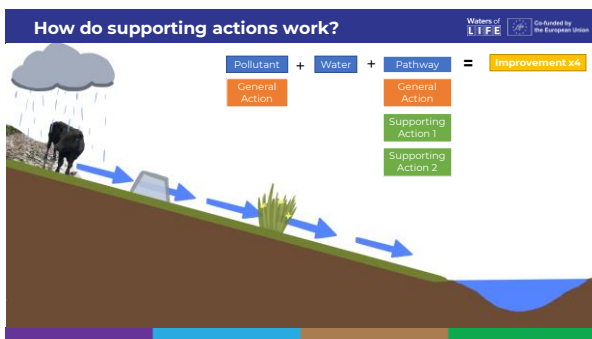 How do supporting actions work?
Waters of
LIFE
Co-funded by
the European Union
Pollutant + Water + Pathway = Improvement x4
General
Action
General
Action
Supporting
Action 1
Supporting
Action 2